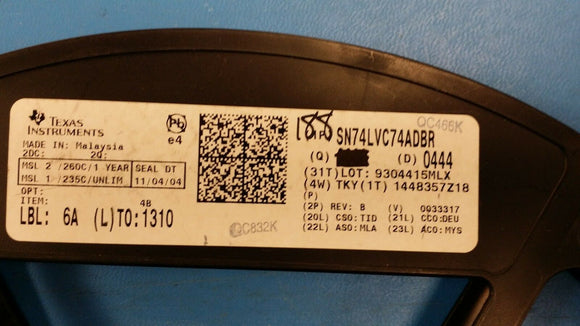 TEXAS
INSTRUMENTS
MADE IN: Malaysia
2DC: 2Q:
MSL 2 /260C/1 YEAR SEAL DT
MSL 1 /235C/UNLIM 11/04/04
OPT:
ITEM: 4B
LBL: 6A (L)TO:1310
Pb
e4
QC466K
188
SN74LVC74ADBR
(Q) (D) 0444
(31T)LOT: 9304415MLX
(4W) TKY(1T) 1448357Z18
(P)
(2P) REV: B (V) 0033317
(20L) CSO:TID (21L) CCO:DEU
(22L) ASO:MLA (23L) ACO:MYS
QC832K